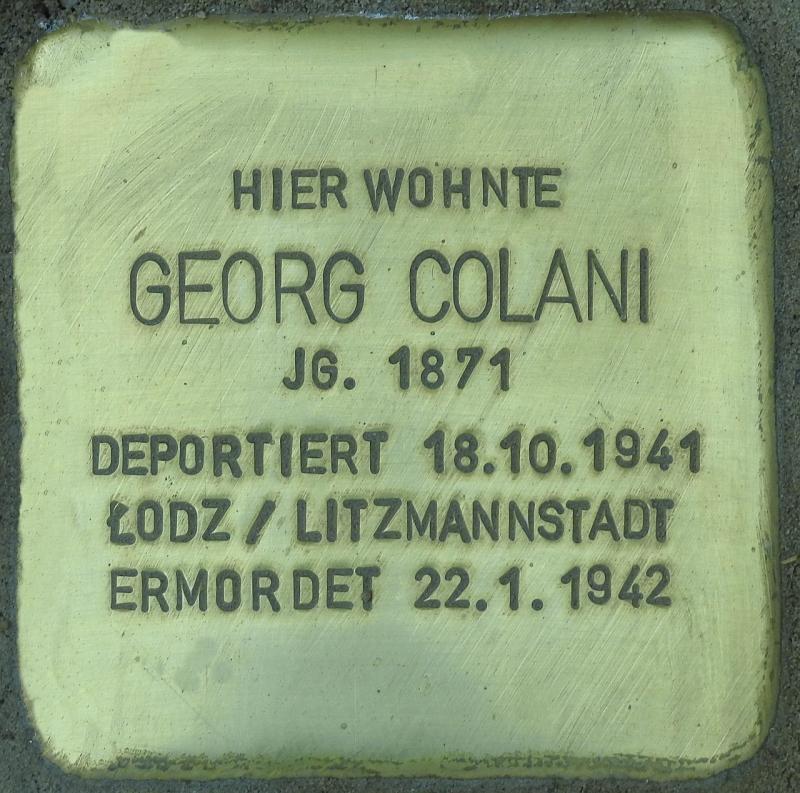 HIER WOHNTE
GEORG COLANI
JG. 1871
DEPORTIERT 18.10.1941
ŁODZ / LITZMANNSTADT
ERMORDET 22.1.1942